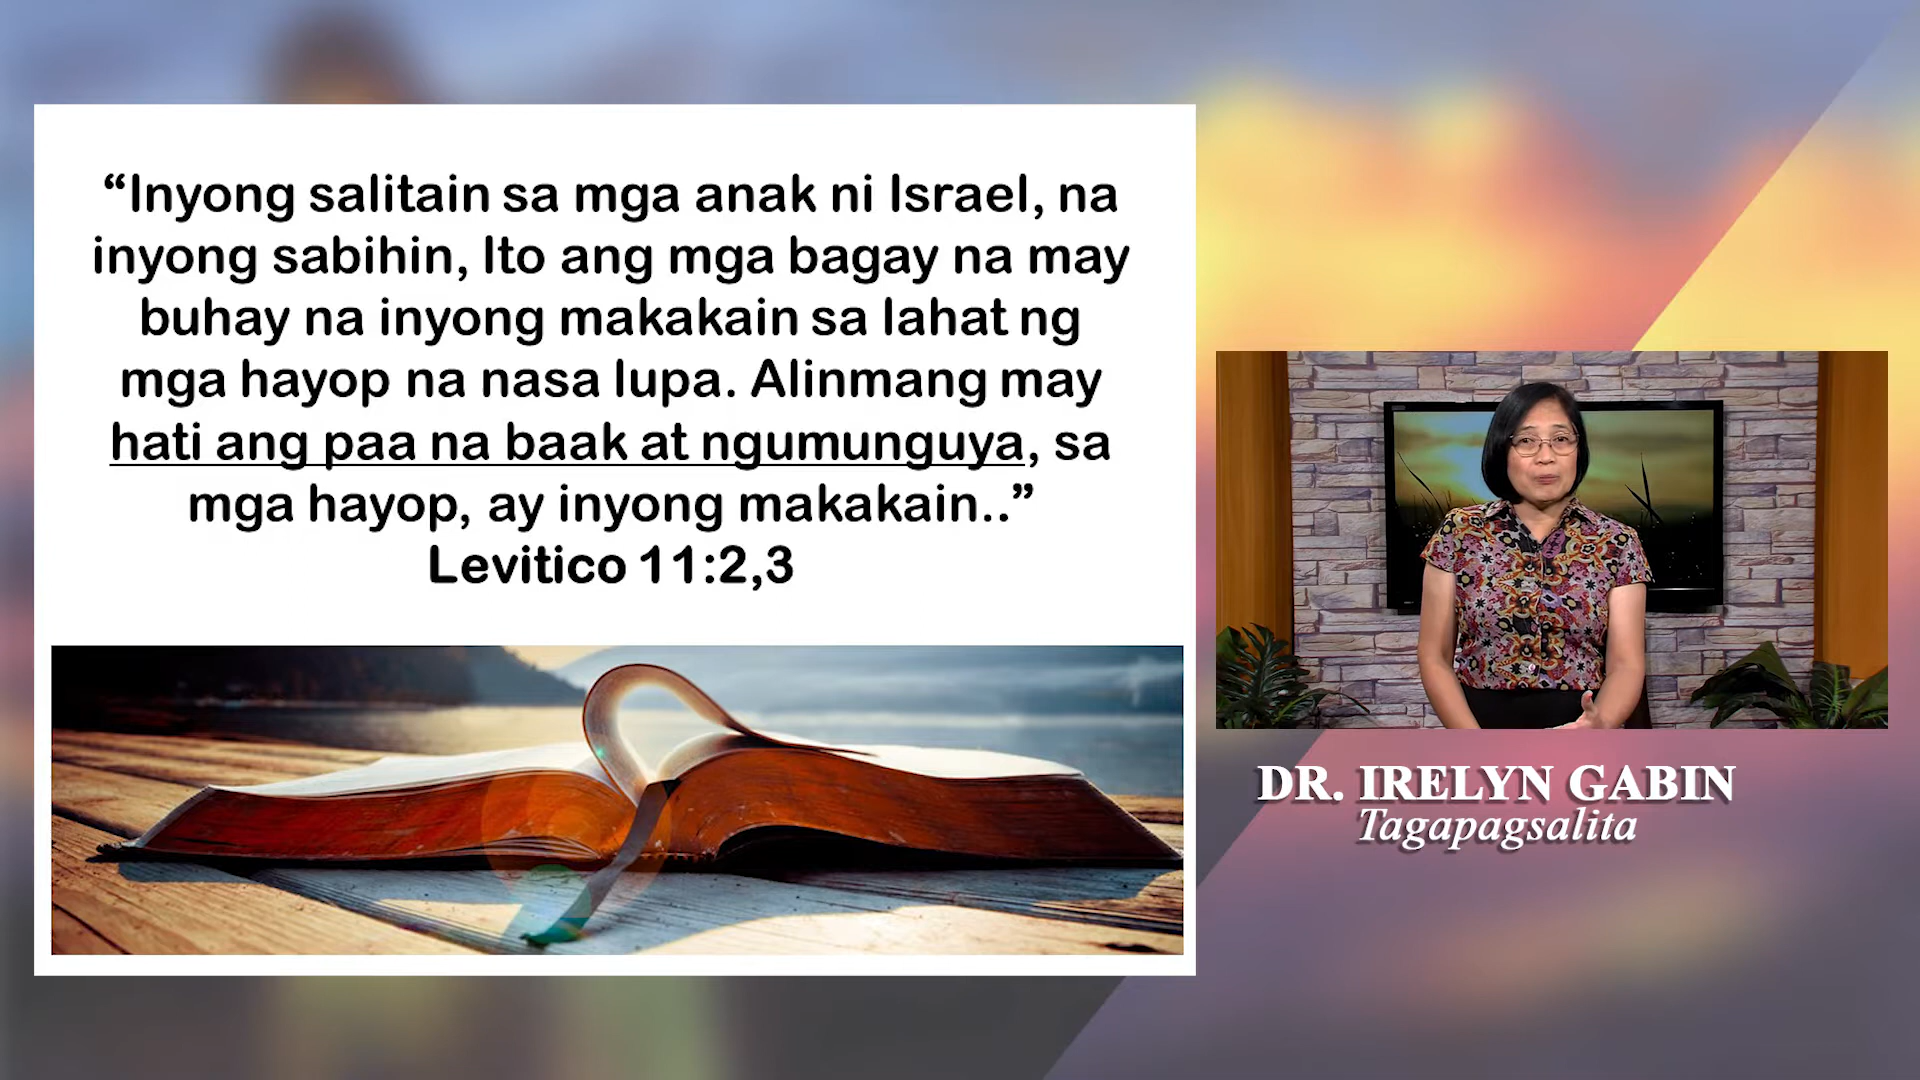 “Inyong salitain sa mga anak ni Israel, na
inyong sabihin, Ito ang mga bagay na may
buhay na inyong makakain sa lahat ng
mga hayop na nasa lupa. Alinmang may
hati ang paa na baak at ngumunguya, sa
mga hayop, ay inyong makakain..”
Levitico 11:2,3
DR. IRELYN GABIN
Tagapagsalita